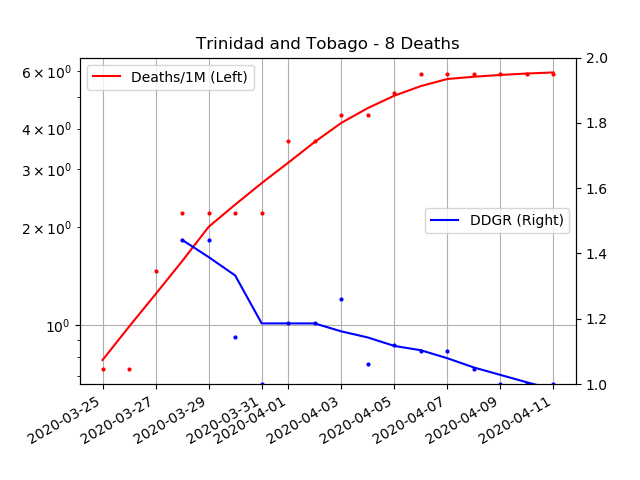 Trinidad and Tobago - 8 Deaths
Deaths/1M (Left)
DDGR (Right)
6 × 10⁰
4 × 10⁰
3 × 10⁰
2 × 10⁰
10⁰
2.0
1.8
1.6
1.4
1.2
1.0
2020-03-25
2020-03-27
2020-03-29
2020-03-31
2020-04-01
2020-04-03
2020-04-05
2020-04-07
2020-04-09
2020-04-11